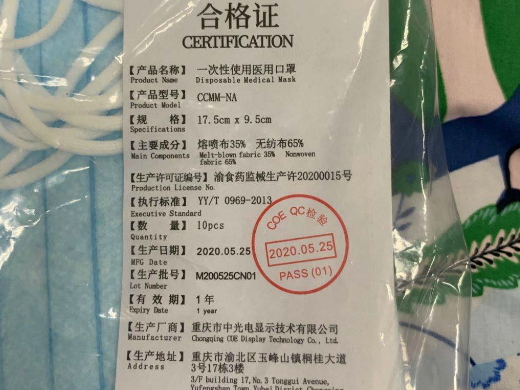 合格证
CERTIFICATION
【产品名称】 一次性使用医用口罩
Product Name Disposable Medical Mask
【产品型号】 CCMM-NA
Product Model
【规 格】 17.5cm x 9.5cm
Specifications
【主要成分】 熔喷布35% 无纺布65%
Main Components Melt-blown fabric 35% Nonwoven
fabric 65%
【生产许可证编号】 渝食药监械生产许20200015号
Production License No.
【执行标准】 YY/T 0969-2013
Executive Standard
【数 量】 10pcs
Quantity
【生产日期】 2020.05.25
MFG Date
【生产批号】 M200525CN01
Lot Number
【有 效 期】 1 年
Expiry Date 1 year
【生产厂商】 重庆市中光电显示技术有限公司
Manufacturer Chongqing COE Display Technology Co., Ltd.
【生产地址】 重庆市渝北区玉峰山镇桐桂大道
Address 3号17栋3楼
3/F building 17, No.3 Tonggui Avenue,
Yufengshan Town, Yubei District, Chongqing
COE QC检验
2020.05.25
PASS (01)